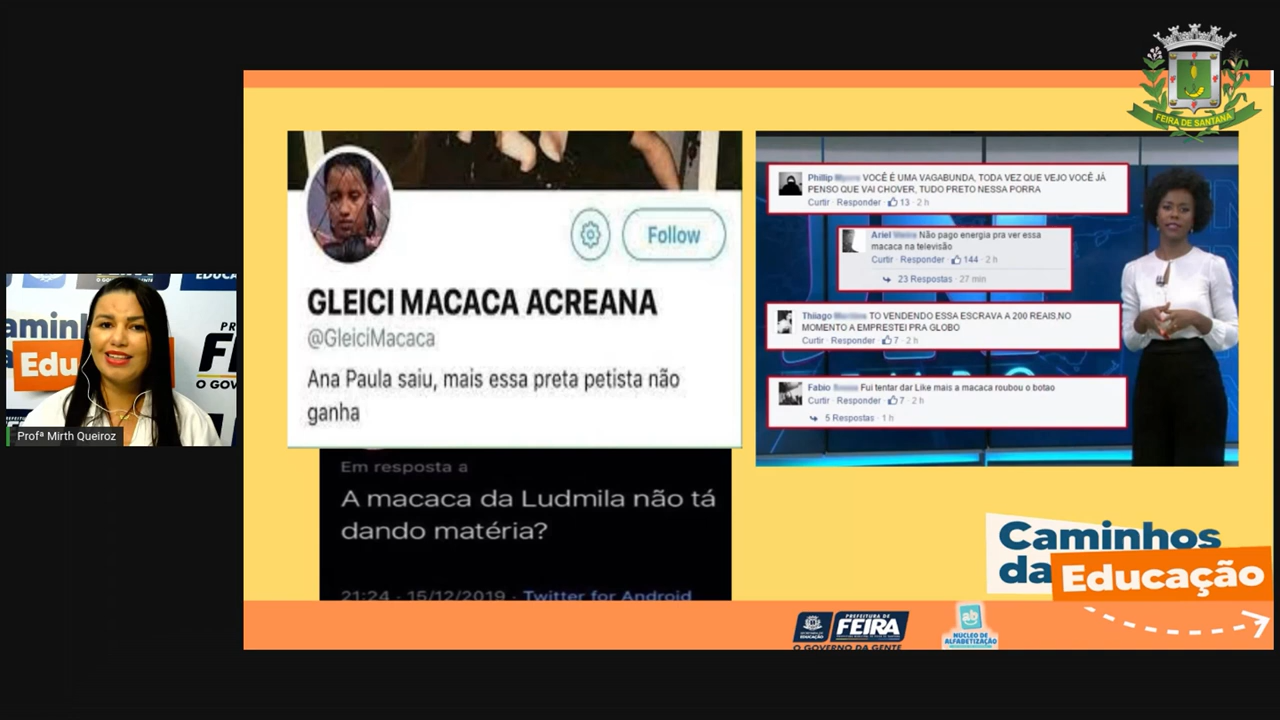 FEIRA DE SANTANA
GLEICI MACACA ACREANA
@GleiciMacaca
Follow
Ana Paula saiu, mais essa preta petista não
ganha
Em resposta a
A macaca da Ludmila não tá
dando matéria?
21:24 · 15/12/2019 · Twitter for Android
Phillip VOCÊ É UMA VAGABUNDA, TODA VEZ QUE VEJO VOCÊ JÁ
PENSO QUE VAI CHOVER, TUDO PRETO NESSA PORRA
Curtir · Responder · 13 · 2 h
Ariel Não pago energia pra ver essa
macaca na televisão
Curtir · Responder · 144 · 2 h
23 Respostas · 27 min
Thiiago TO VENDENDO ESSA ESCRAVA A 200 REAIS,NO
MOMENTO A EMPRESTEI PRA GLOBO
Curtir · Responder · 7 · 2 h
Fabio Fui tentar dar Like mais a macaca roubou o botao
Curtir · Responder · 7 · 2 h
5 Respostas · 1 h
Profª Mirth Queiroz
Caminhos
da Educação
PREFEITURA DE
FEIRA
O GOVERNO DA GENTE
ab
NÚCLEO DE
ALFABETIZAÇÃO